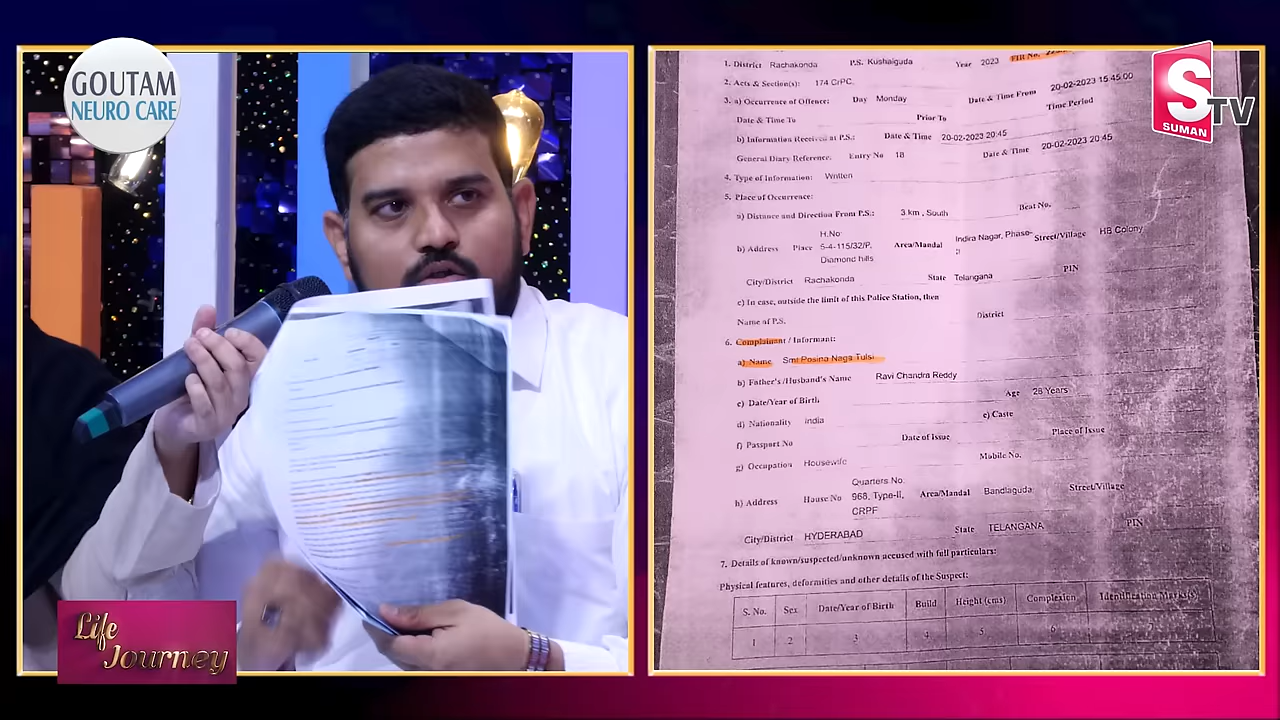 GOUTAM
NEURO CARE
S TV
SUMAN
Life
Journey
1. District Rachakonda P.S. Kushaiguda Year 2023 FIR No.
2. Acts & Section(s): 174 CrPC,
3. a) Occurrence of Offence: Day Monday Date & Time From 20-02-2023 15:45:00
Date & Time To Prior To Time Period
b) Information Received at P.S.: Date & Time 20-02-2023 20:45
General Diary Reference. Entry No 18 Date & Time 20-02-2023 20:45
4. Type of Information: Written
5. Place of Occurrence:
a) Distance and Direction From P.S.: 3 km , South Beat No.
b) Address Place H.No: 5-4-115/32/P, Diamond hills Area/Mandal Indira Nagar, Phase- Street/Village HB Colony
City/District Rachakonda State Telangana PIN
c) In case, outside the limit of this Police Station, then
Name of P.S. District
6. Complainant / Informant:
a) Name Smt Posina Naga Tulsi
b) Father's /Husband's Name Ravi Chandra Reddy
c) Date/Year of Birth Age 28 Years
d) Nationality India e) Caste
f) Passport No Date of Issue Place of Issue
g) Occupation Housewife Mobile No.
h) Address House No Quarters No. 968, Type-II, CRPF Area/Mandal Bandlaguda Street/Village
City/District HYDERABAD State TELANGANA PIN
7. Details of known/suspected/unknown accused with full particulars:
Physical features, deformities and other details of the Suspect:
S. No. Sex Date/Year of Birth Build Height (cms) Complexion Identification Mark(s)
1 2 3 4 5 6 7